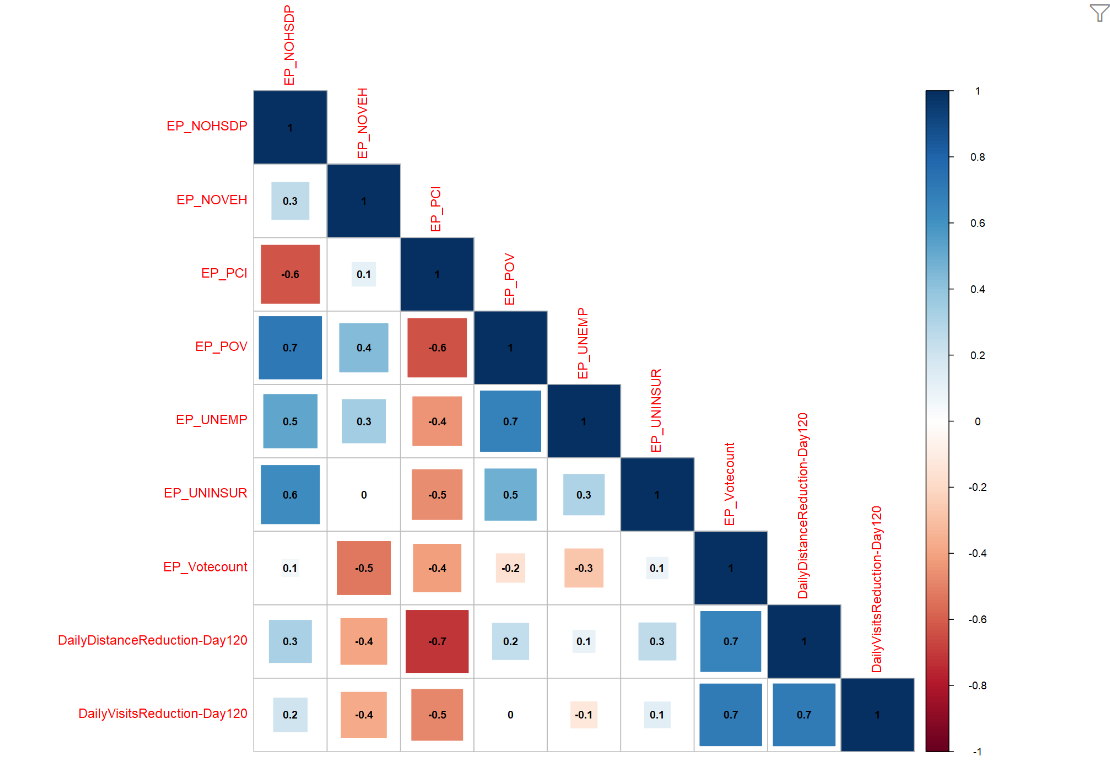 EP_NOHSDP
EP_NOVEH
EP_PCI
EP_POV
EP_UNEMP
EP_UNINSUR
EP_Votecount
DailyDistanceReduction-Day120
DailyVisitsReduction-Day120
EP_NOHSDP 1
EP_NOVEH 0.3 1
EP_PCI -0.6 0.1 1
EP_POV 0.7 0.4 -0.6 1
EP_UNEMP 0.5 0.3 -0.4 0.7 1
EP_UNINSUR 0.6 0 -0.5 0.5 0.3 1
EP_Votecount 0.1 -0.5 -0.4 -0.2 -0.3 0.1 1
DailyDistanceReduction-Day120 0.3 -0.4 -0.7 0.2 0.1 0.3 0.7 1
DailyVisitsReduction-Day120 0.2 -0.4 -0.5 0 -0.1 0.1 0.7 0.7 1
1
0.8
0.6
0.4
0.2
0
-0.2
-0.4
-0.6
-0.8
-1